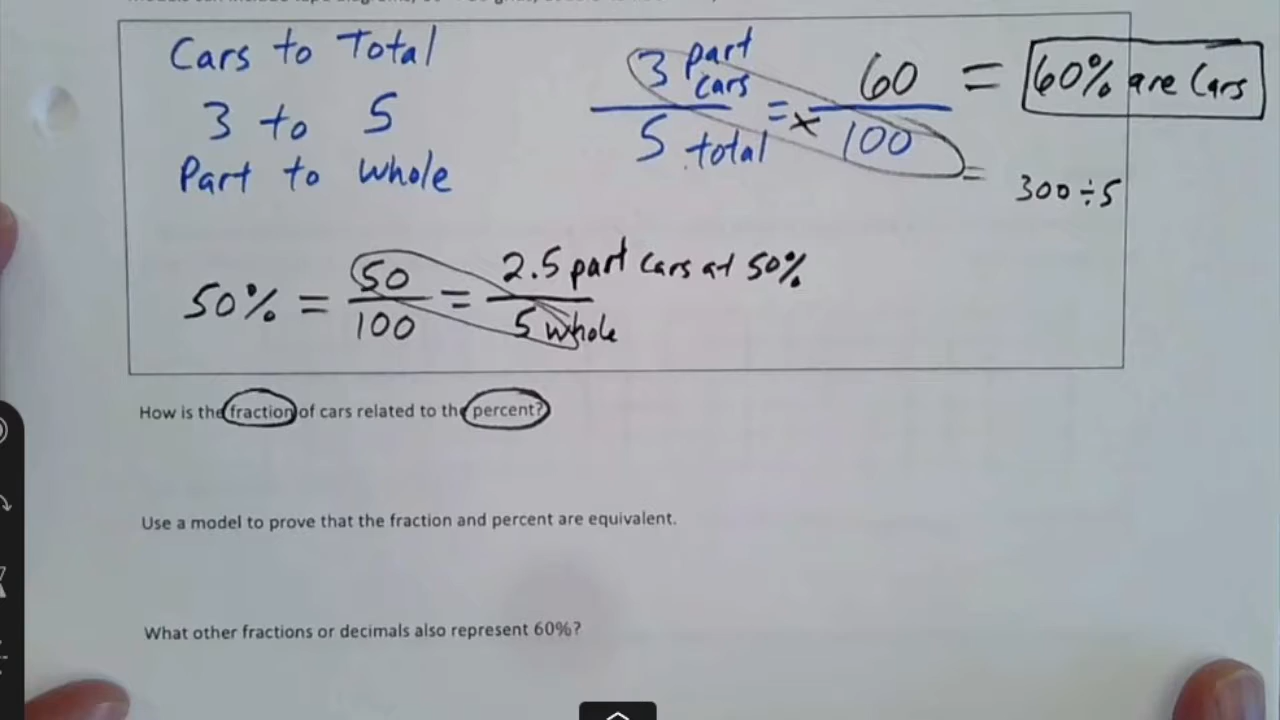 Cars to Total
3 to 5
Part to whole
3 part cars / 5 total = × 60 / 100 = 60% are Cars
= 300 ÷ 5
50% = 50 / 100 = 2.5 part cars at 50% / 5 whole
How is the fraction of cars related to the percent?
Use a model to prove that the fraction and percent are equivalent.
What other fractions or decimals also represent 60%?